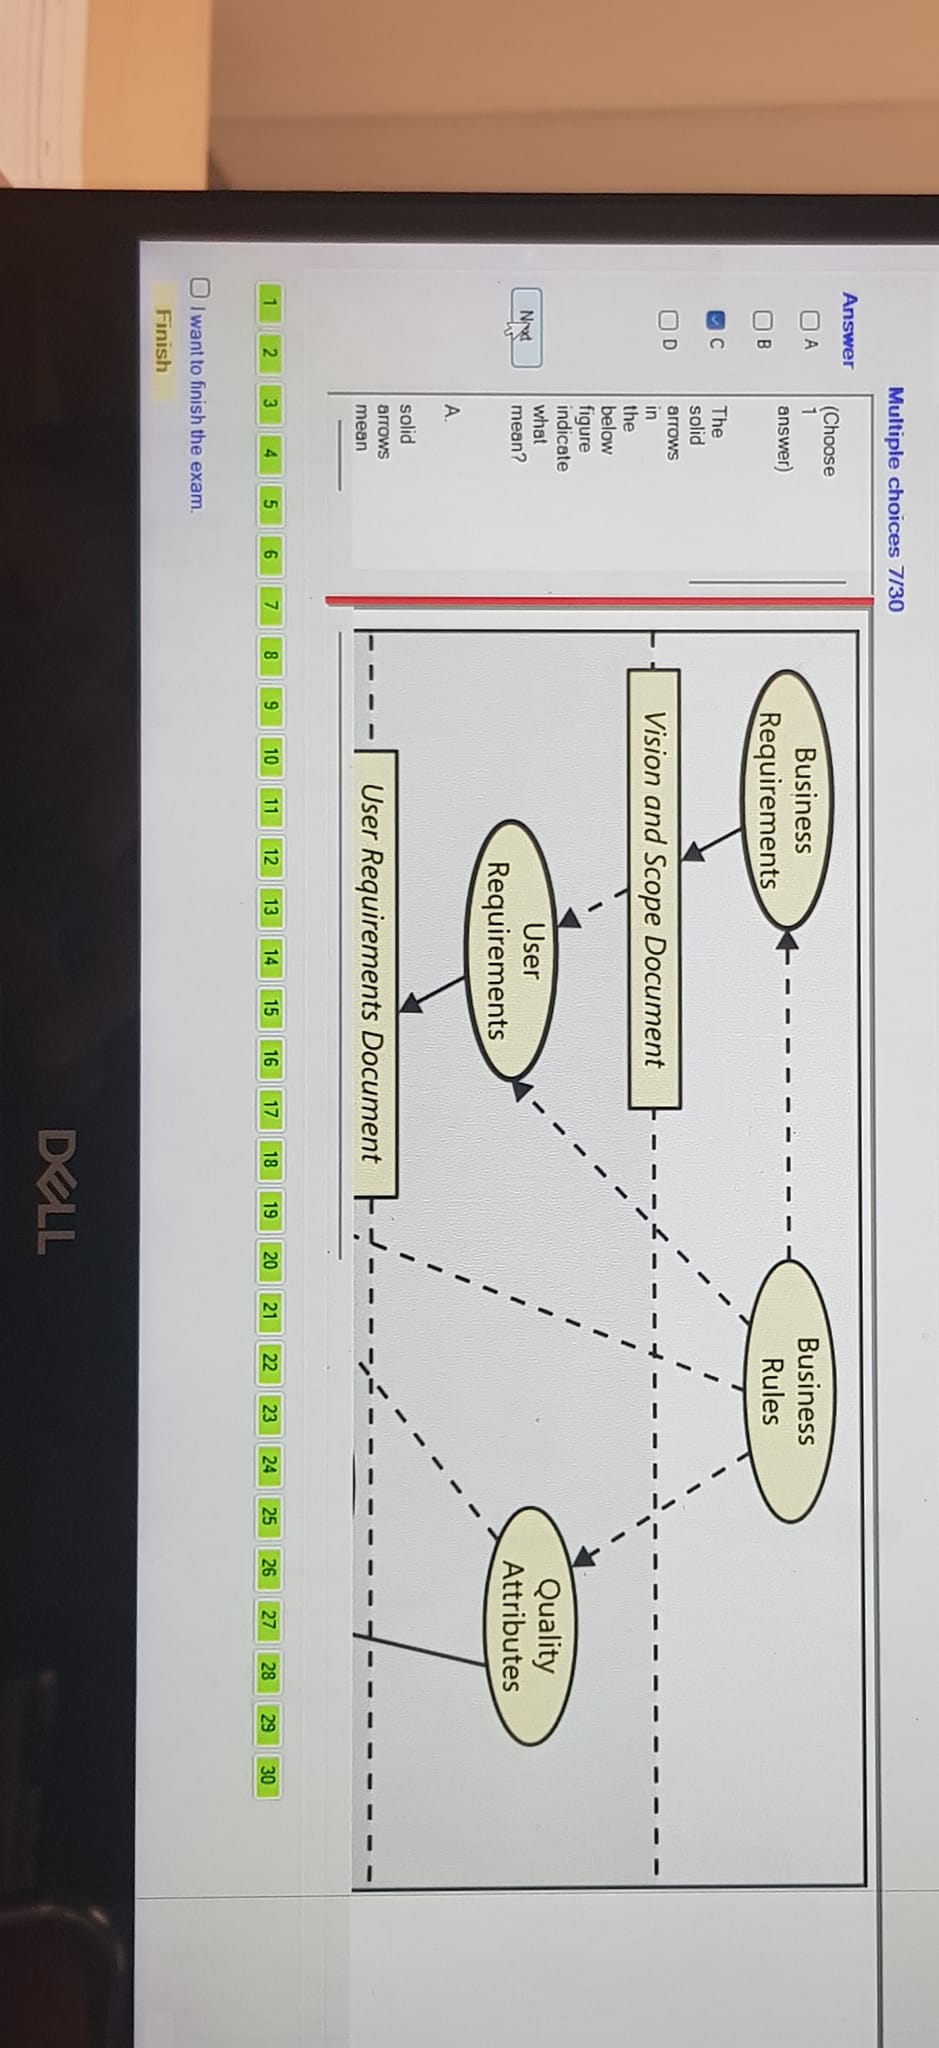 Multiple choices 7/30
Answer
A
B
C
D
Next
(Choose
1
answer)
The
solid
arrows
in
the
below
figure
indicate
what
mean?
A.
solid
arrows
mean
Business
Requirements
Business
Rules
Vision and Scope Document
User
Requirements
Quality
Attributes
User Requirements Document
1 2 3 4 5 6 7 8 9 10 11 12 13 14 15 16 17 18 19 20 21 22 23 24 25 26 27 28 29 30
I want to finish the exam.
Finish
DELL